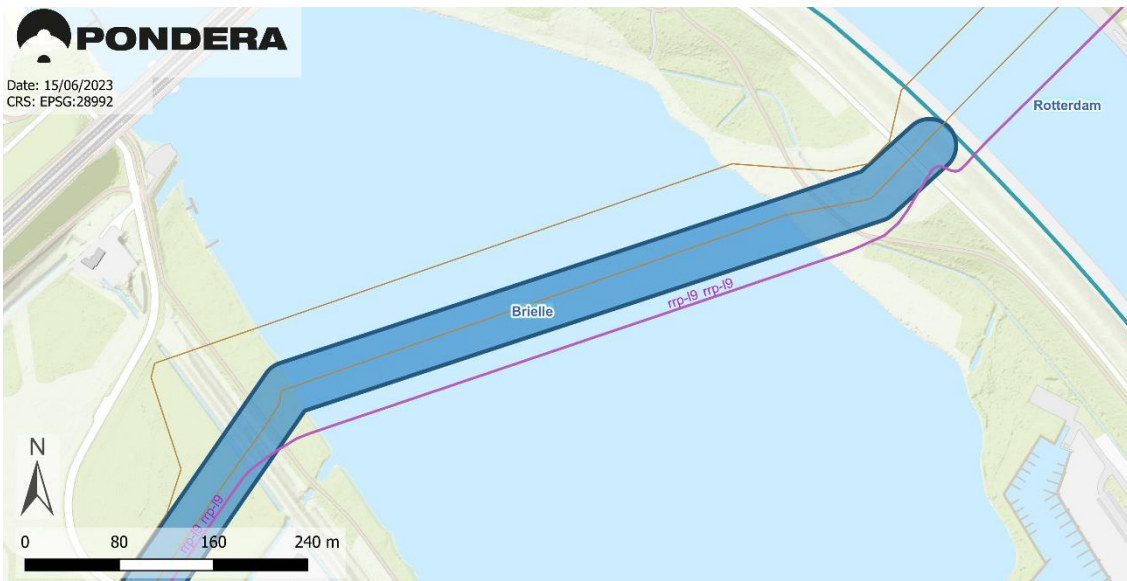 PONDERA
Date: 15/06/2023
CRS: EPSG:28992
Rotterdam
rrp-l9 rrp-l9
Brielle
N
rrp-l9 rrp-l9
0 80 160 240 m